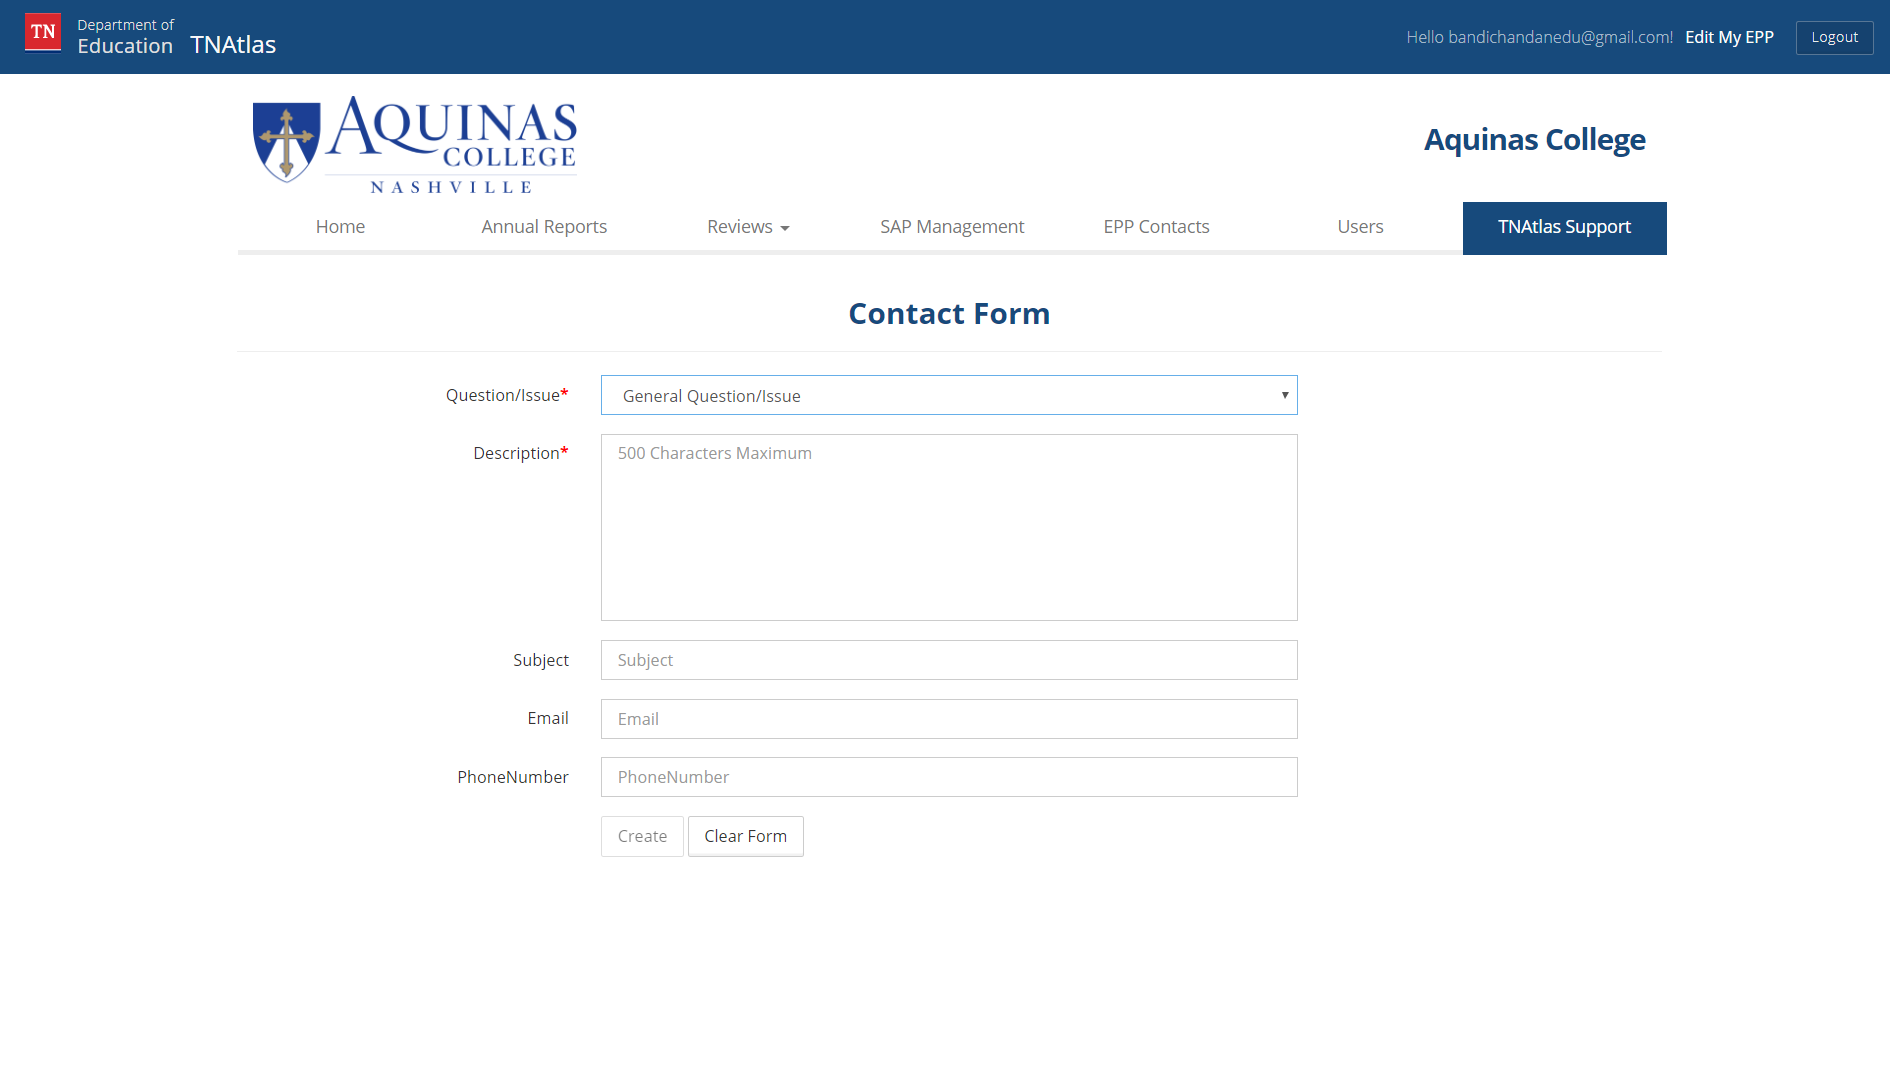 TN
Department of
Education
TNAtlas
Hello bandichandanedu@gmail.com!
Edit My EPP
Logout
AQUINAS
COLLEGE
NASHVILLE
Aquinas College
Home
Annual Reports
Reviews
SAP Management
EPP Contacts
Users
TNAtlas Support
Contact Form
Question/Issue*
General Question/Issue
Description*
500 Characters Maximum
Subject
Subject
Email
Email
PhoneNumber
PhoneNumber
Create
Clear Form